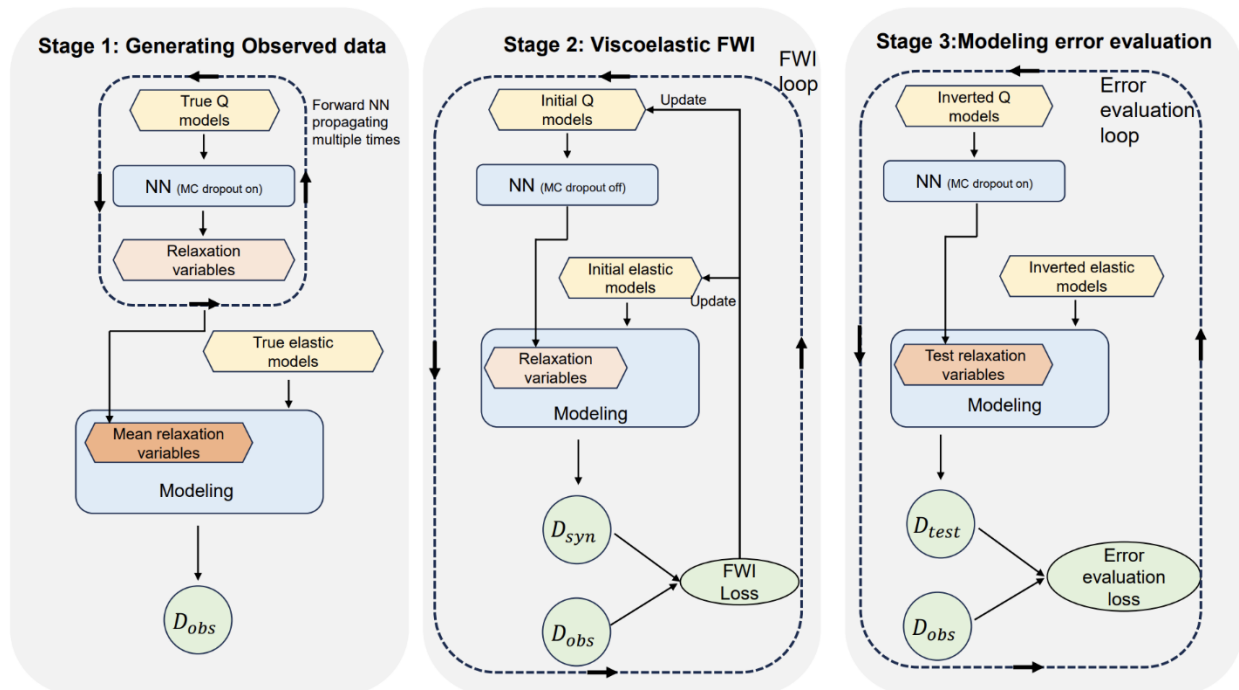 Stage 1: Generating Observed data
True Q
models
Forward NN
propagating
multiple times
NN (MC dropout on)
Relaxation
variables
True elastic
models
Mean relaxation
variables
Modeling
D_obs
Stage 2: Viscoelastic FWI
FWI
loop
Initial Q
models
Update
NN (MC dropout off)
Initial elastic
models
Update
Relaxation
variables
Modeling
D_syn
FWI
Loss
D_obs
Stage 3:Modeling error evaluation
Error
evaluation
loop
Inverted Q
models
NN (MC dropout on)
Inverted elastic
models
Test relaxation
variables
Modeling
D_test
Error
evaluation
loss
D_obs